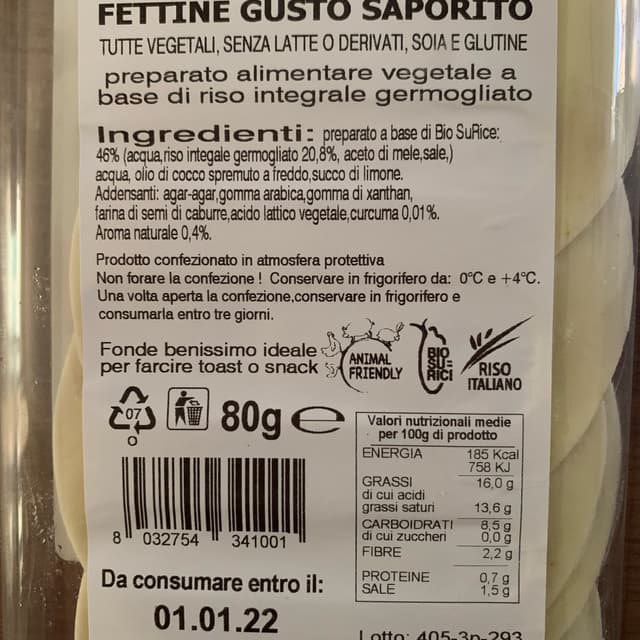 FETTINE GUSTO SAPORITO
TUTTE VEGETALI, SENZA LATTE O DERIVATI, SOIA E GLUTINE
preparato alimentare vegetale a
base di riso integrale germogliato
Ingredienti: preparato a base di Bio SuRice:
46% (acqua,riso integale germogliato 20,8%, aceto di mele,sale,)
acqua, olio di cocco spremuto a freddo,succo di limone.
Addensanti: agar-agar,gomma arabica,gomma di xanthan,
farina di semi di caburre,acido lattico vegetale,curcuma 0,01%.
Aroma naturale 0,4%.
Prodotto confezionato in atmosfera protettiva
Non forare la confezione ! Conservare in frigorifero da: 0°C e +4°C.
Una volta aperta la confezione,conservare in frigorifero e
consumarla entro tre giorni.
Fonde benissimo ideale
per farcire toast o snack
ANIMAL
FRIENDLY
BIO
SU=
RICI
RISO
ITALIANO
07
O
80g e
Valori nutrizionali medie
per 100g di prodotto
ENERGIA 185 Kcal
758 KJ
GRASSI 16,0 g
di cui acidi
grassi saturi 13,6 g
CARBOIDRATI 8,5 g
di cui zuccheri 0,0 g
FIBRE 2,2 g
PROTEINE 0,7 g
SALE 1,5 g
8 032754 341001
Da consumare entro il:
01.01.22
Lotto: 405-3p-293